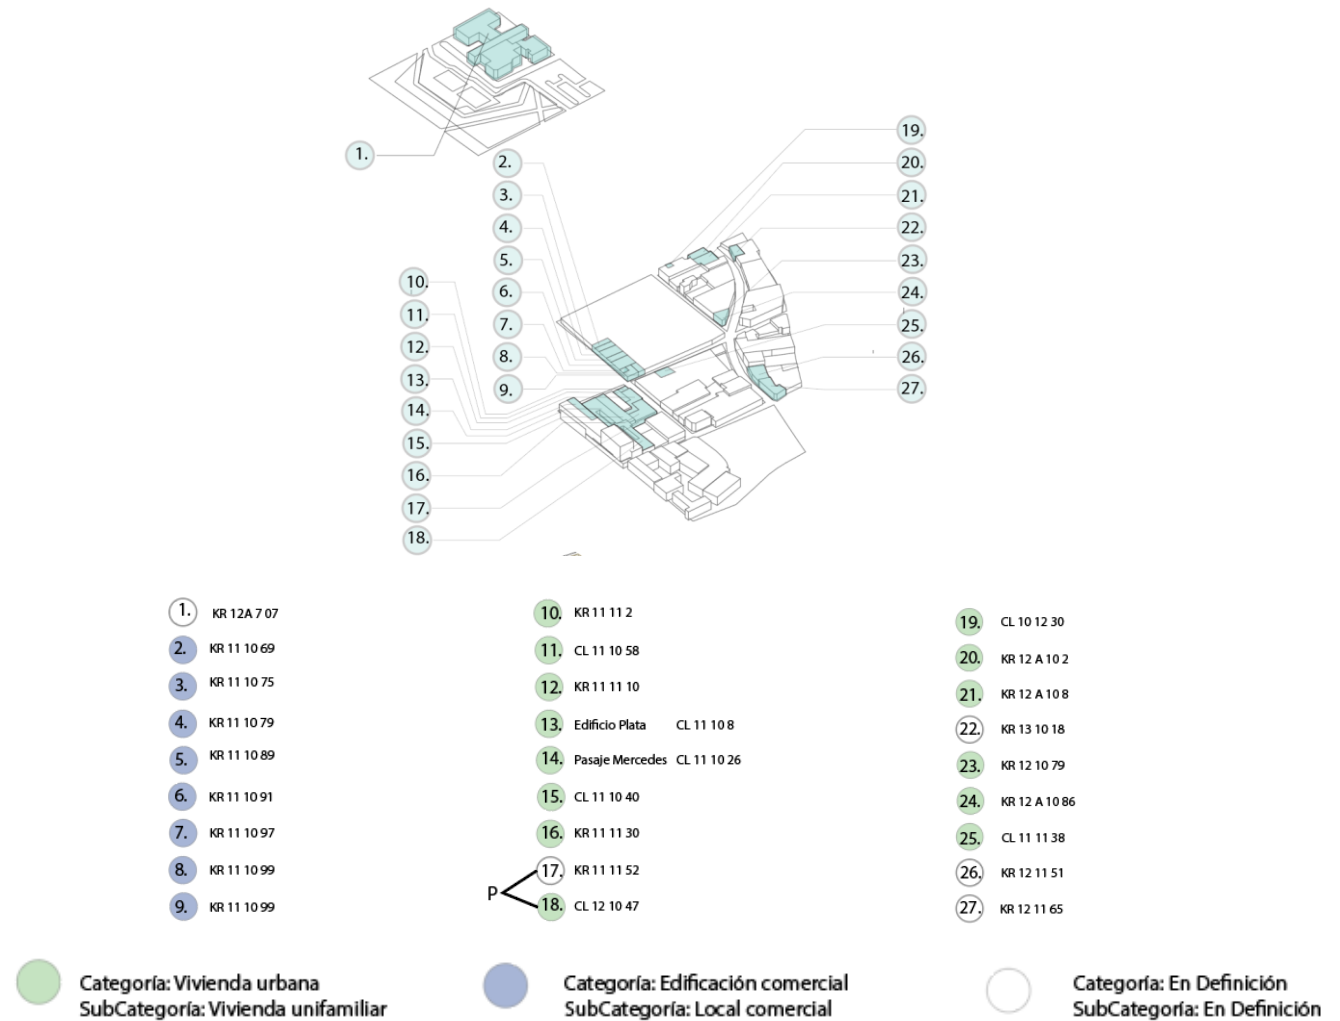 1.
2.
3.
4.
5.
6.
7.
8.
9.
10.
11.
12.
13.
14.
15.
16.
17.
18.
19.
20.
21.
22.
23.
24.
25.
26.
27.
1. KR 12A 7 07
2. KR 11 10 69
3. KR 11 10 75
4. KR 11 10 79
5. KR 11 10 89
6. KR 11 10 91
7. KR 11 10 97
8. KR 11 10 99
9. KR 11 10 99
10. KR 11 11 2
11. CL 11 10 58
12. KR 11 11 10
13. Edificio Plata CL 11 10 8
14. Pasaje Mercedes CL 11 10 26
15. CL 11 10 40
16. KR 11 11 30
17. KR 11 11 52
P
18. CL 12 10 47
19. CL 10 12 30
20. KR 12 A 10 2
21. KR 12 A 10 8
22. KR 13 10 18
23. KR 12 10 79
24. KR 12 A 10 86
25. CL 11 11 38
26. KR 12 11 51
27. KR 12 11 65
Categoría: Vivienda urbana
SubCategoría: Vivienda unifamiliar
Categoría: Edificación comercial
SubCategoría: Local comercial
Categoría: En Definición
SubCategoría: En Definición